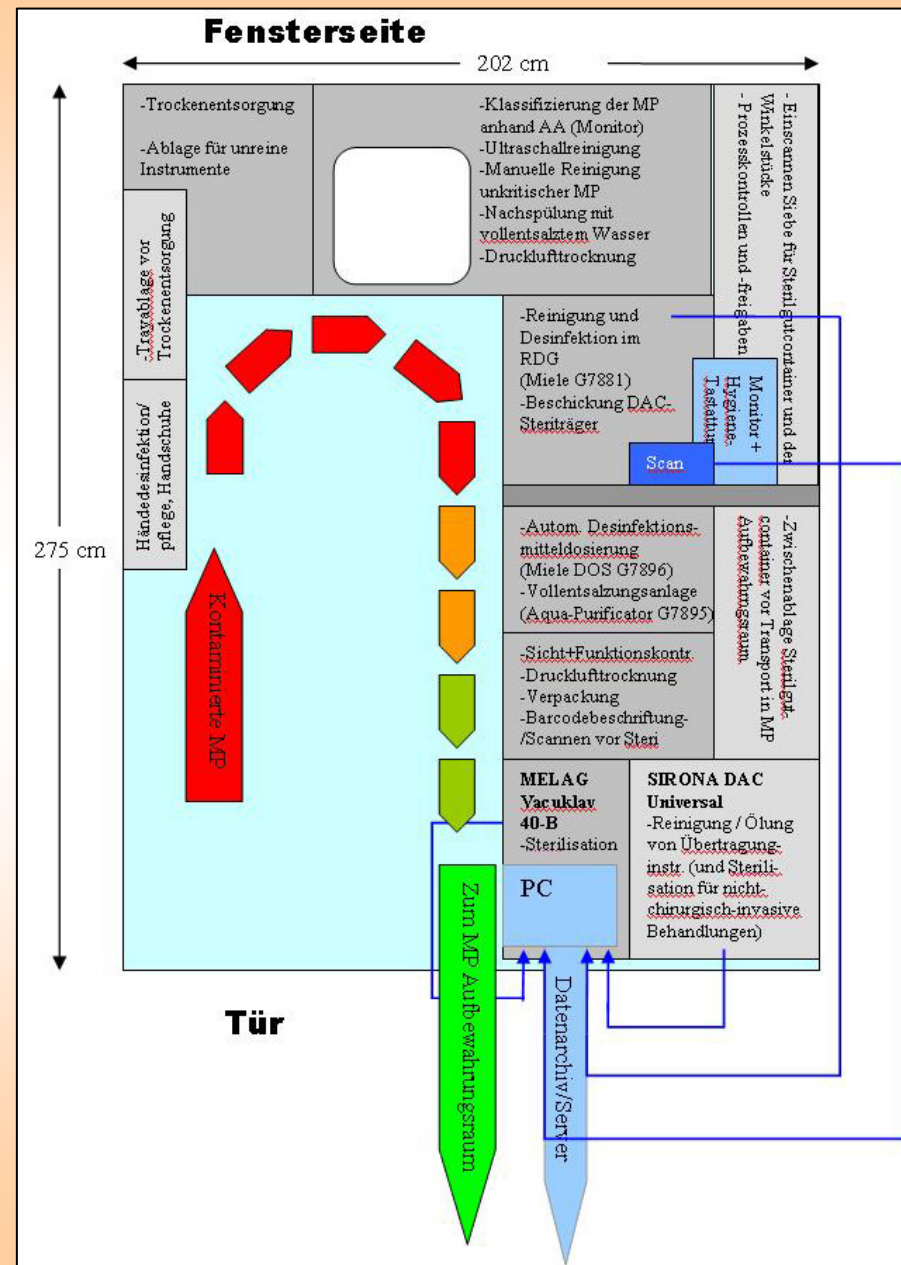 Fensterseite
202 cm
-Trockenentsorgung
-Ablage für unreine
Instrumente
-Klassifizierung der MP
anhand AA (Monitor)
-Ultraschallreinigung
-Manuelle Reinigung
unkritischer MP
-Nachspülung mit
vollentsalztem Wasser
-Drucklufttrocknung
- Einscannen Siebe für Sterilgutcontainer und der
Winkelstücke
- Prozesskontrollen und -freigaben
-Trayablage vor
Trockenentsorgung
Händedesinfektion/
pflege, Handschuhe
275 cm
Kontaminierte MP
-Reinigung und
Desinfektion im
RDG
(Miele G7881)
-Beschickung DAC-
Steriträger
Monitor +
Hygiene-
Tastattur
Scan
-Autom. Desinfektions-
mitteldosierung
(Miele DOS G7896)
-Vollentsalzungsanlage
(Aqua-Purificator G7895)
-Zwischenablage Sterilgut-
container vor Transport in MP
Aufbewahrungsraum
-Sicht+Funktionskontr.
-Drucklufttrocknung
-Verpackung
-Barcodebeschriftung-
/Scannen vor Steri
MELAG
Vacuklav
40-B
-Sterilisation
SIRONA DAC
Universal
-Reinigung / Ölung
von Übertragung-
instr. (und Sterili-
sation für nicht-
chirurgisch-invasive
Behandlungen)
PC
Zum MP Aufbewahrungsraum
Datenarchiv/Server
Tür